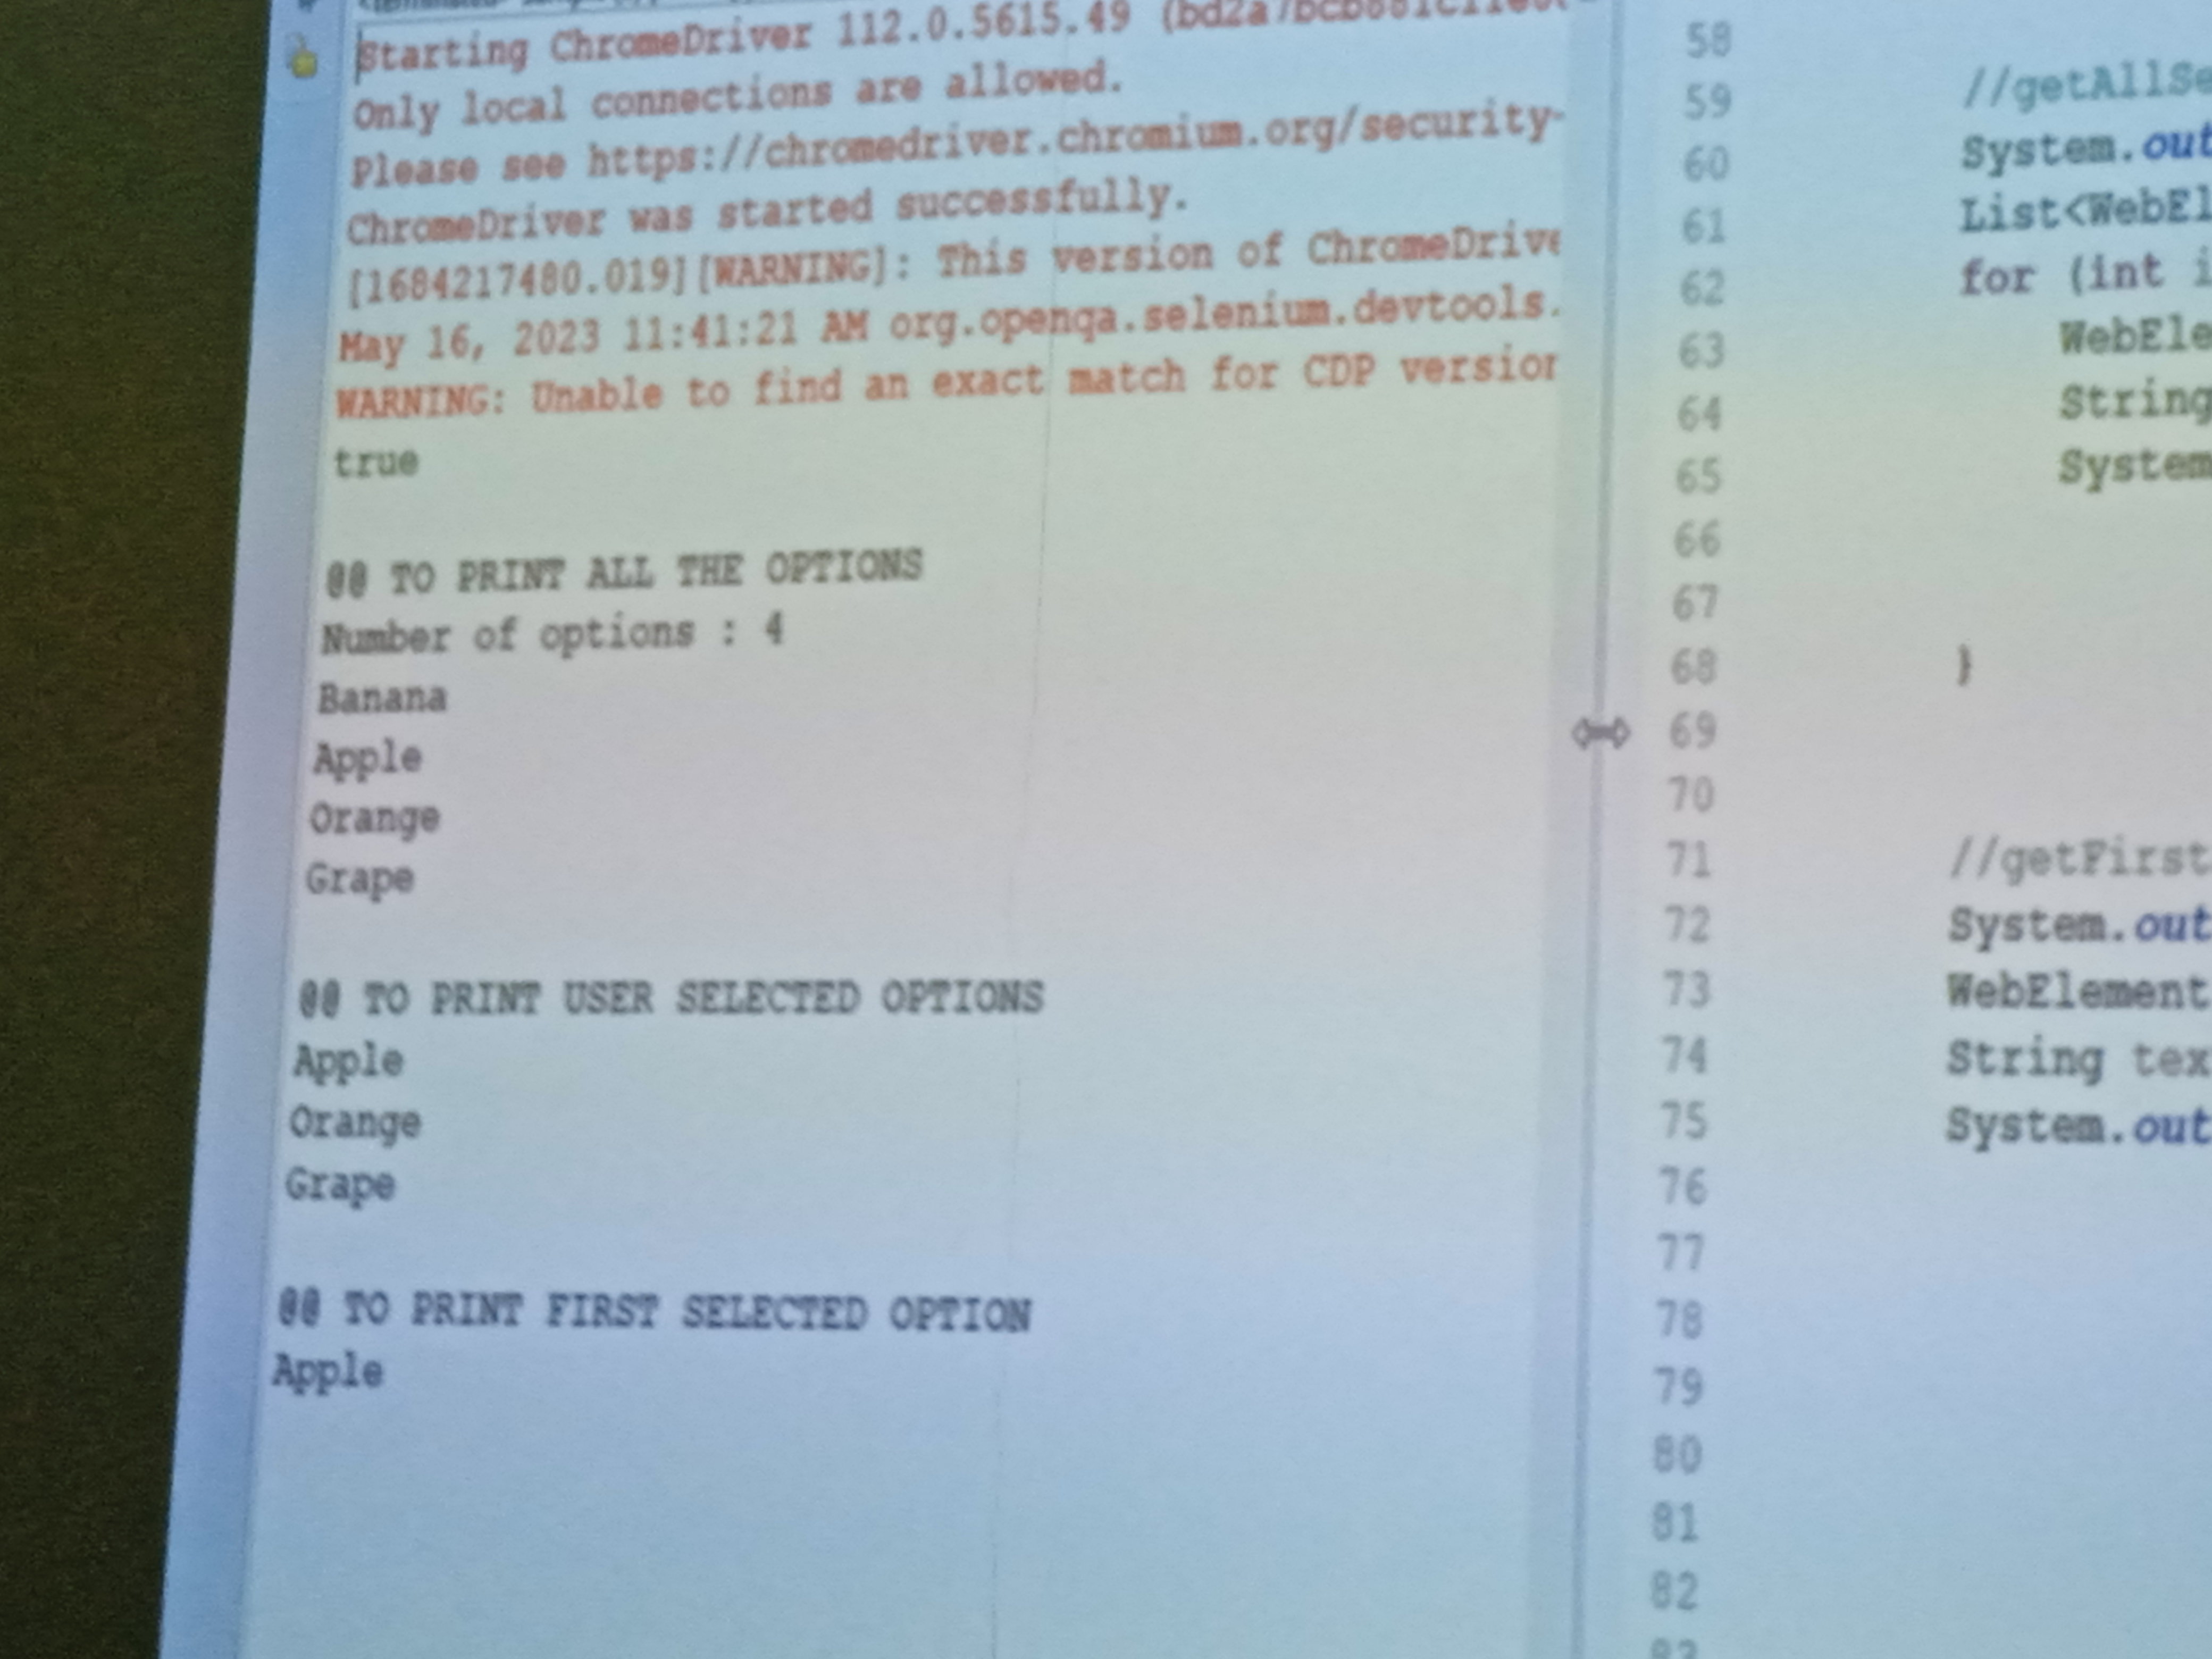 Starting ChromeDriver 112.0.5615.49
Only local connections are allowed.
Please see https://chromedriver.chromium.org/security-
ChromeDriver was started successfully.
[1684217480.019][WARNING]: This version of ChromeDrive
May 16, 2023 11:41:21 AM org.openqa.selenium.devtools.
WARNING: Unable to find an exact match for CDP version
true
@@ TO PRINT ALL THE OPTIONS
Number of options : 4
Banana
Apple
Orange
Grape
@@ TO PRINT USER SELECTED OPTIONS
Apple
Orange
Grape
@@ TO PRINT FIRST SELECTED OPTION
Apple
58
59 //getAllSe
60 System.out
61 List<WebEl
62 for (int i
63 WebEle
64 String
65 System
66
67
68 }
69
70
71 //getFirst
72 System.out
73 WebElement
74 String tex
75 System.out
76
77
78
79
80
81
82